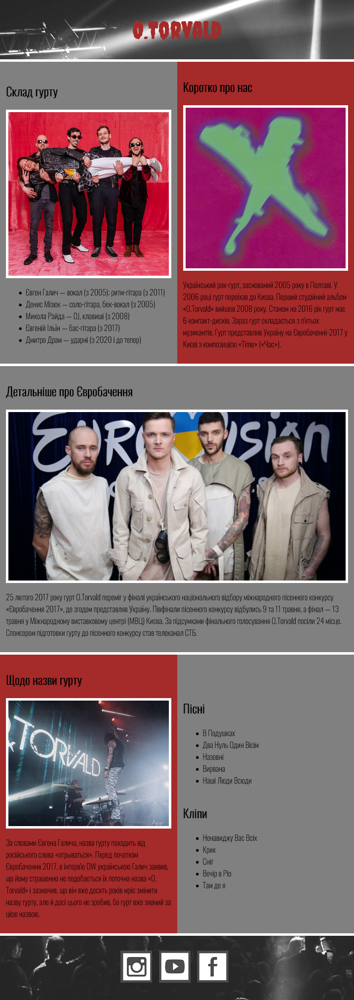 O.TORVALD
Склад гурту
Євген Галич — вокал (з 2005); ритм-гітара (з 2011)
Денис Мізюк — соло-гітара, бек-вокал (з 2005)
Микола Райда — DJ, клавиші (з 2008)
Євгеній Ільїн — бас-гітара (з 2017)
Дмитро Драм — ударні (з 2020 і до тепер)
Коротко про нас
Український рок-гурт, заснований 2005 року в Полтаві. У
2006 році гурт переїхав до Києва. Перший студійний альбом
«O.Torvald» вийшов 2008 року. Станом на 2016 рік гурт має
6 компакт-дисків. Зараз гурт складається з п'ятьох
музикантів. Гурт представляв Україну на Євробаченні-2017 у
Києві з композицією «Time» («Час»).
Детальніше про Євробачення
Eurovision
25 лютого 2017 року гурт O.Torvald переміг у фіналі українського національного відбору міжнародного пісенного конкурсу
«Євробачення 2017», де згодом представляв Україну. Півфінали пісенного конкурсу відбулись 9 та 11 травня, а фінал — 13
травня у Міжнародному виставковому центрі (МВЦ) Києва. За підсумками фінального голосування O.Torvald посіли 24 місце.
Спонсором підготовки гурту до пісенного конкурсу став телеканал СТБ.
Щодо назви гурту
TORVALD
За словами Євгена Галича, назва гурту походить від
російського слова «отрываться». Перед початком
Євробачення 2017, в інтерв'ю DW українською Галич заявив,
що йому страшенно не подобається їх поточна назва «O.
Torvald» і зазначив, що він вже десять років мріє змінити
назву гурту, але й досі цього не зробив, бо гурт вже знаний за
цією назвою.
Пісні
В Подушках
Два Нуль Один Вісім
Назовні
Вирвана
Наші Люди Всюди
Кліпи
Ненавиджу Вас Всіх
Крик
Сніг
Вечір в Ріо
Там де я